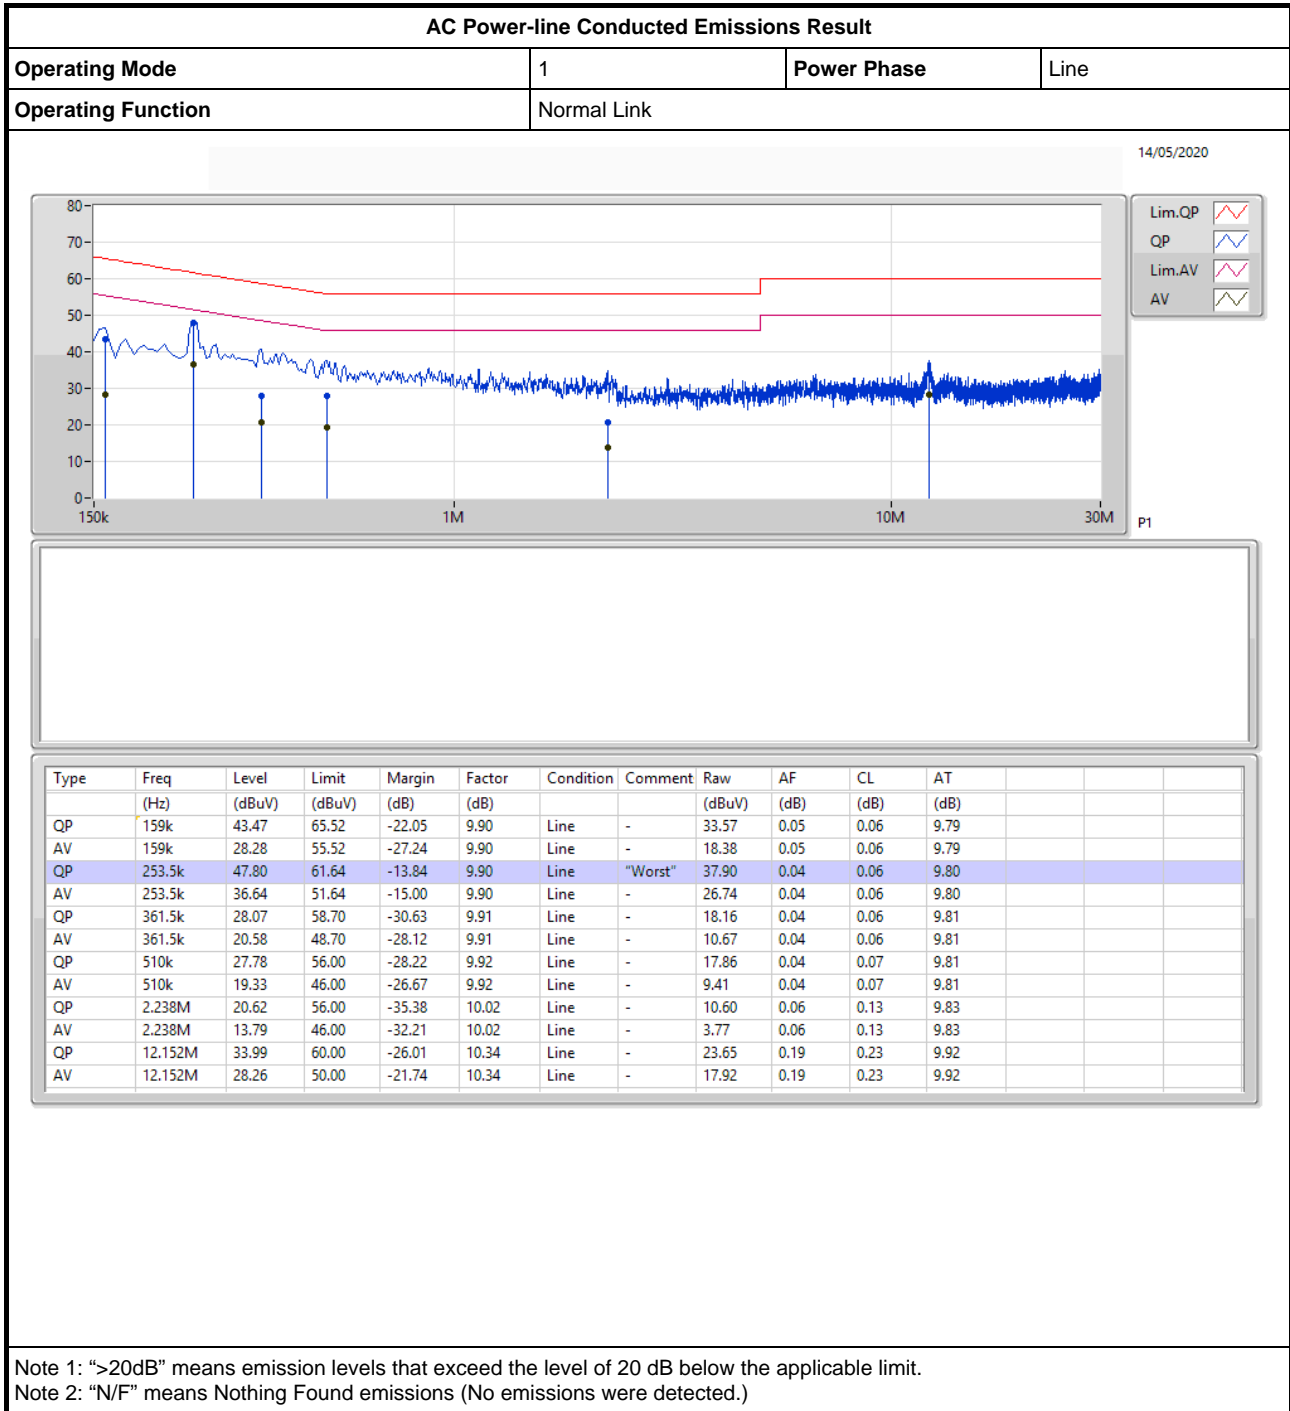 AC Power-line Conducted Emissions Result
Operating Mode 1 Power Phase Line
Operating Function Normal Link
14/05/2020
80
70
60
50
40
30
20
10
0
150k 1M 10M 30M
Lim.QP
QP
Lim.AV
AV
P1
Type Freq Level Limit Margin Factor Condition Comment Raw AF CL AT
(Hz) (dBuV) (dBuV) (dB) (dB) (dBuV) (dB) (dB) (dB)
QP 159k 43.47 65.52 -22.05 9.90 Line - 33.57 0.05 0.06 9.79
AV 159k 28.28 55.52 -27.24 9.90 Line - 18.38 0.05 0.06 9.79
QP 253.5k 47.80 61.64 -13.84 9.90 Line "Worst" 37.90 0.04 0.06 9.80
AV 253.5k 36.64 51.64 -15.00 9.90 Line - 26.74 0.04 0.06 9.80
QP 361.5k 28.07 58.70 -30.63 9.91 Line - 18.16 0.04 0.06 9.81
AV 361.5k 20.58 48.70 -28.12 9.91 Line - 10.67 0.04 0.06 9.81
QP 510k 27.78 56.00 -28.22 9.92 Line - 17.86 0.04 0.07 9.81
AV 510k 19.33 46.00 -26.67 9.92 Line - 9.41 0.04 0.07 9.81
QP 2.238M 20.62 56.00 -35.38 10.02 Line - 10.60 0.06 0.13 9.83
AV 2.238M 13.79 46.00 -32.21 10.02 Line - 3.77 0.06 0.13 9.83
QP 12.152M 33.99 60.00 -26.01 10.34 Line - 23.65 0.19 0.23 9.92
AV 12.152M 28.26 50.00 -21.74 10.34 Line - 17.92 0.19 0.23 9.92
Note 1: “>20dB” means emission levels that exceed the level of 20 dB below the applicable limit.
Note 2: “N/F” means Nothing Found emissions (No emissions were detected.)